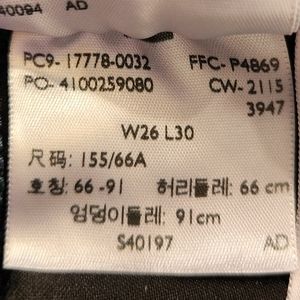 40094 AD
PC9- 17778-0032 FFC- P4869
PO- 4100259080 CW- 2115
3947
W26 L30
尺码: 155/66A
호칭: 66 -91 허리둘레: 66 cm
엉덩이둘레: 91cm
S40197 AD